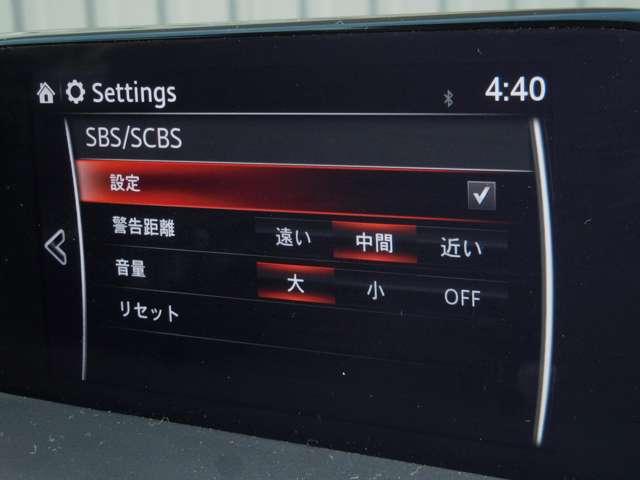 Settings 4:40
SBS/SCBS
設定
警告距離 遠い 中間 近い
音量 大 小 OFF
リセット